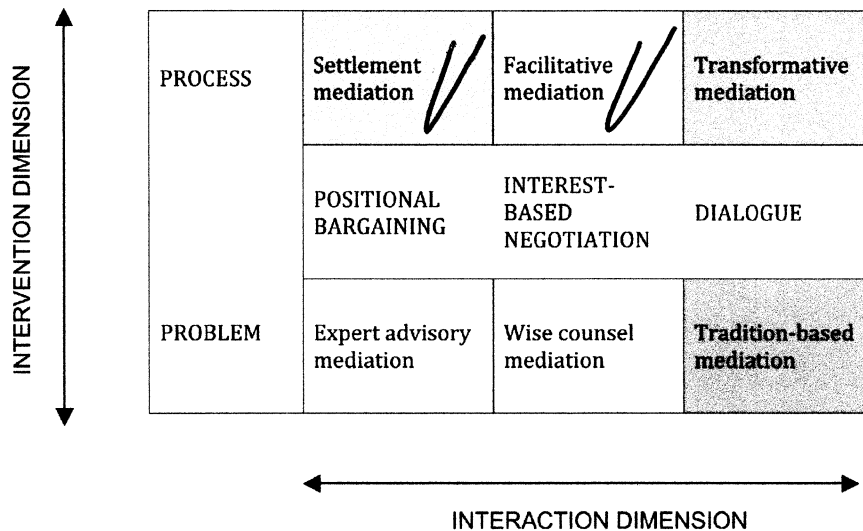 INTERVENTION DIMENSION
PROCESS
Settlement
mediation
Facilitative
mediation
Transformative
mediation
POSITIONAL
BARGAINING
INTEREST-
BASED
NEGOTIATION
DIALOGUE
PROBLEM
Expert advisory
mediation
Wise counsel
mediation
Tradition-based
mediation
INTERACTION DIMENSION